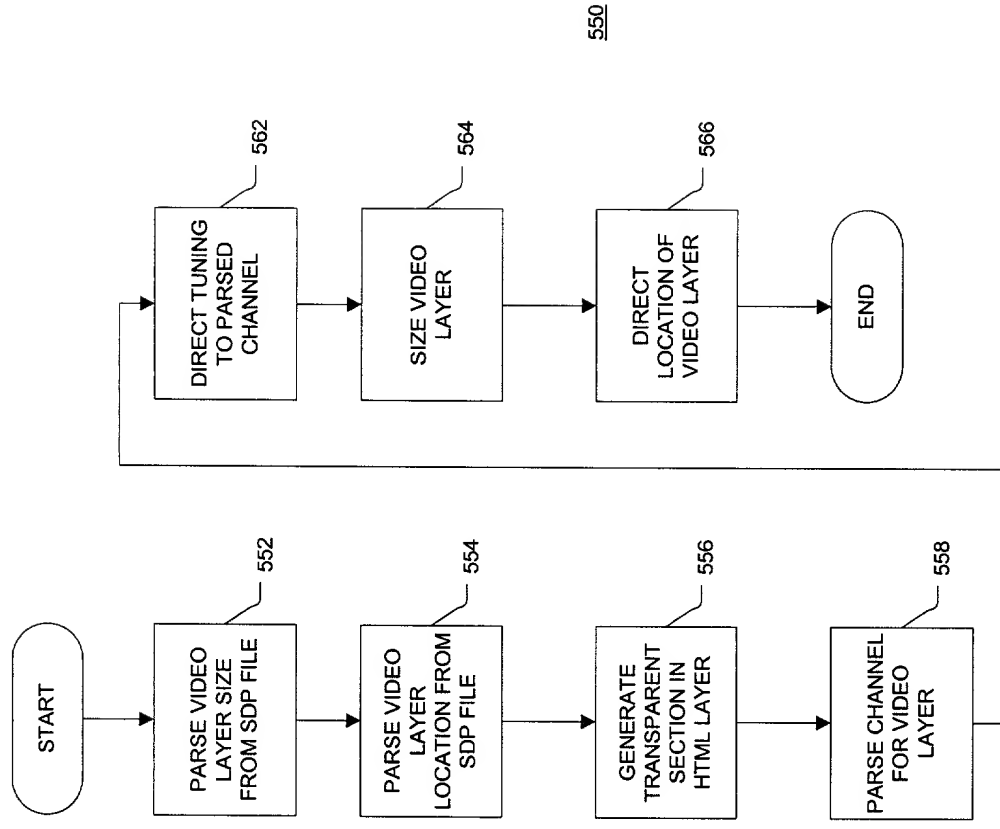 START
PARSE VIDEO
LAYER SIZE
FROM SDP FILE
552
PARSE VIDEO
LAYER
LOCATION FROM
SDP FILE
554
GENERATE
TRANSPARENT
SECTION IN
HTML LAYER
556
PARSE CHANNEL
FOR VIDEO
LAYER
558
DIRECT TUNING
TO PARSED
CHANNEL
562
SIZE VIDEO
LAYER
564
DIRECT
LOCATION OF
VIDEO LAYER
566
END
550